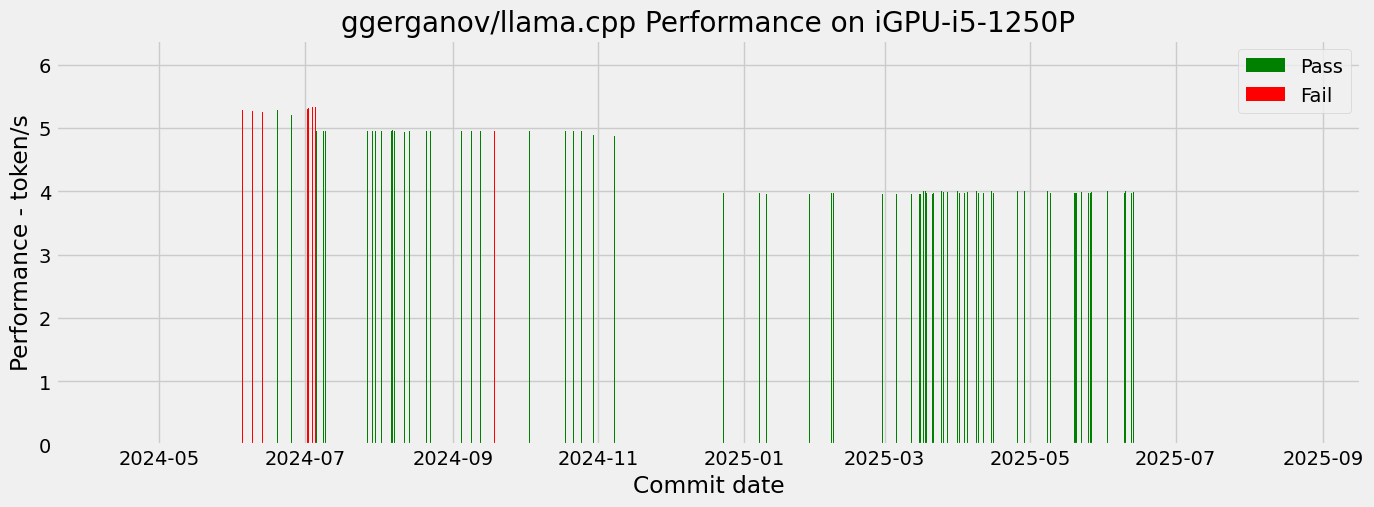 ggerganov/llama.cpp Performance on iGPU-i5-1250P
Pass
Fail
Performance - token/s
6
5
4
3
2
1
0
2024-05 2024-07 2024-09 2024-11 2025-01 2025-03 2025-05 2025-07 2025-09
Commit date